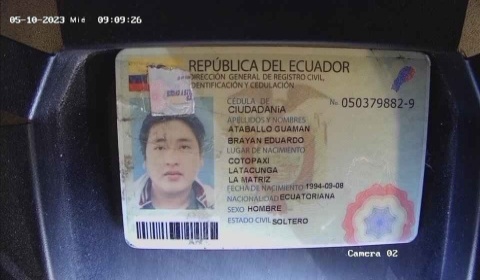 05-10-2023 Mié 09:09:26
REPÚBLICA DEL ECUADOR
DIRECCIÓN GENERAL DE REGISTRO CIVIL,
IDENTIFICACIÓN Y CEDULACIÓN
CÉDULA DE No. 050379882-9
CIUDADANÍA
APELLIDOS Y NOMBRES
ATABALLO GUAMAN
BRAYAN EDUARDO
LUGAR DE NACIMIENTO
COTOPAXI
LATACUNGA
LA MATRIZ
FECHA DE NACIMIENTO 1994-09-08
NACIONALIDAD ECUATORIANA
SEXO HOMBRE
ESTADO CIVIL SOLTERO
Camera 02